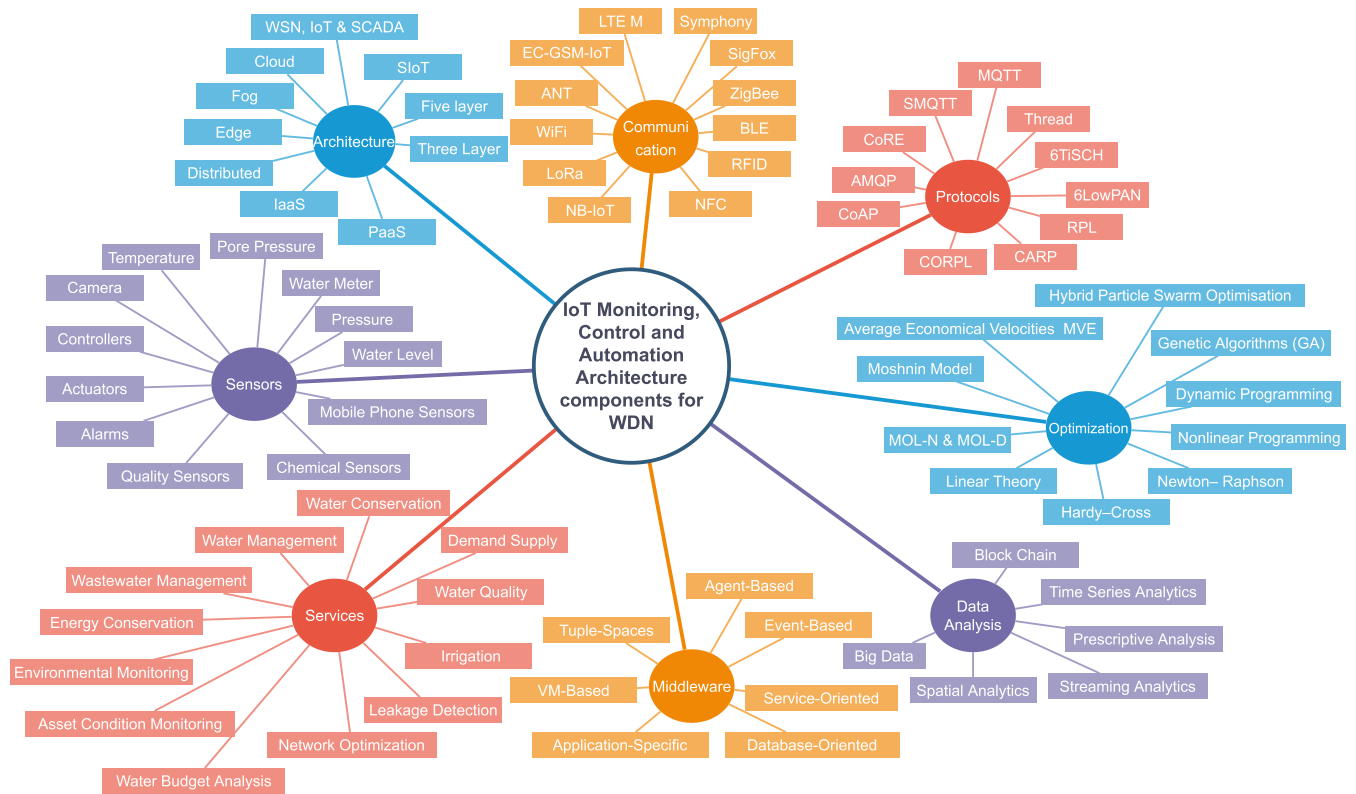 IoT Monitoring,
Control and
Automation
Architecture
components for
WDN
Architecture
WSN, IoT & SCADA
Cloud
SIoT
Fog
Five layer
Edge
Three Layer
Distributed
IaaS
PaaS
Communi
cation
LTE M
Symphony
EC-GSM-IoT
SigFox
ANT
ZigBee
WiFi
BLE
LoRa
RFID
NB-IoT
NFC
Protocols
MQTT
SMQTT
Thread
CoRE
6TiSCH
AMQP
6LowPAN
CoAP
RPL
CORPL
CARP
Sensors
Pore Pressure
Temperature
Water Meter
Camera
Pressure
Controllers
Water Level
Actuators
Mobile Phone Sensors
Alarms
Chemical Sensors
Quality Sensors
Optimization
Hybrid Particle Swarm Optimisation
Average Economical Velocities MVE
Genetic Algorithms (GA)
Moshnin Model
Dynamic Programming
MOL-N & MOL-D
Nonlinear Programming
Linear Theory
Newton– Raphson
Hardy–Cross
Services
Water Conservation
Water Management
Demand Supply
Wastewater Management
Water Quality
Energy Conservation
Irrigation
Environmental Monitoring
Leakage Detection
Asset Condition Monitoring
Network Optimization
Water Budget Analysis
Middleware
Agent-Based
Tuple-Spaces
Event-Based
VM-Based
Service-Oriented
Application-Specific
Database-Oriented
Data
Analysis
Block Chain
Time Series Analytics
Prescriptive Analysis
Big Data
Spatial Analytics
Streaming Analytics